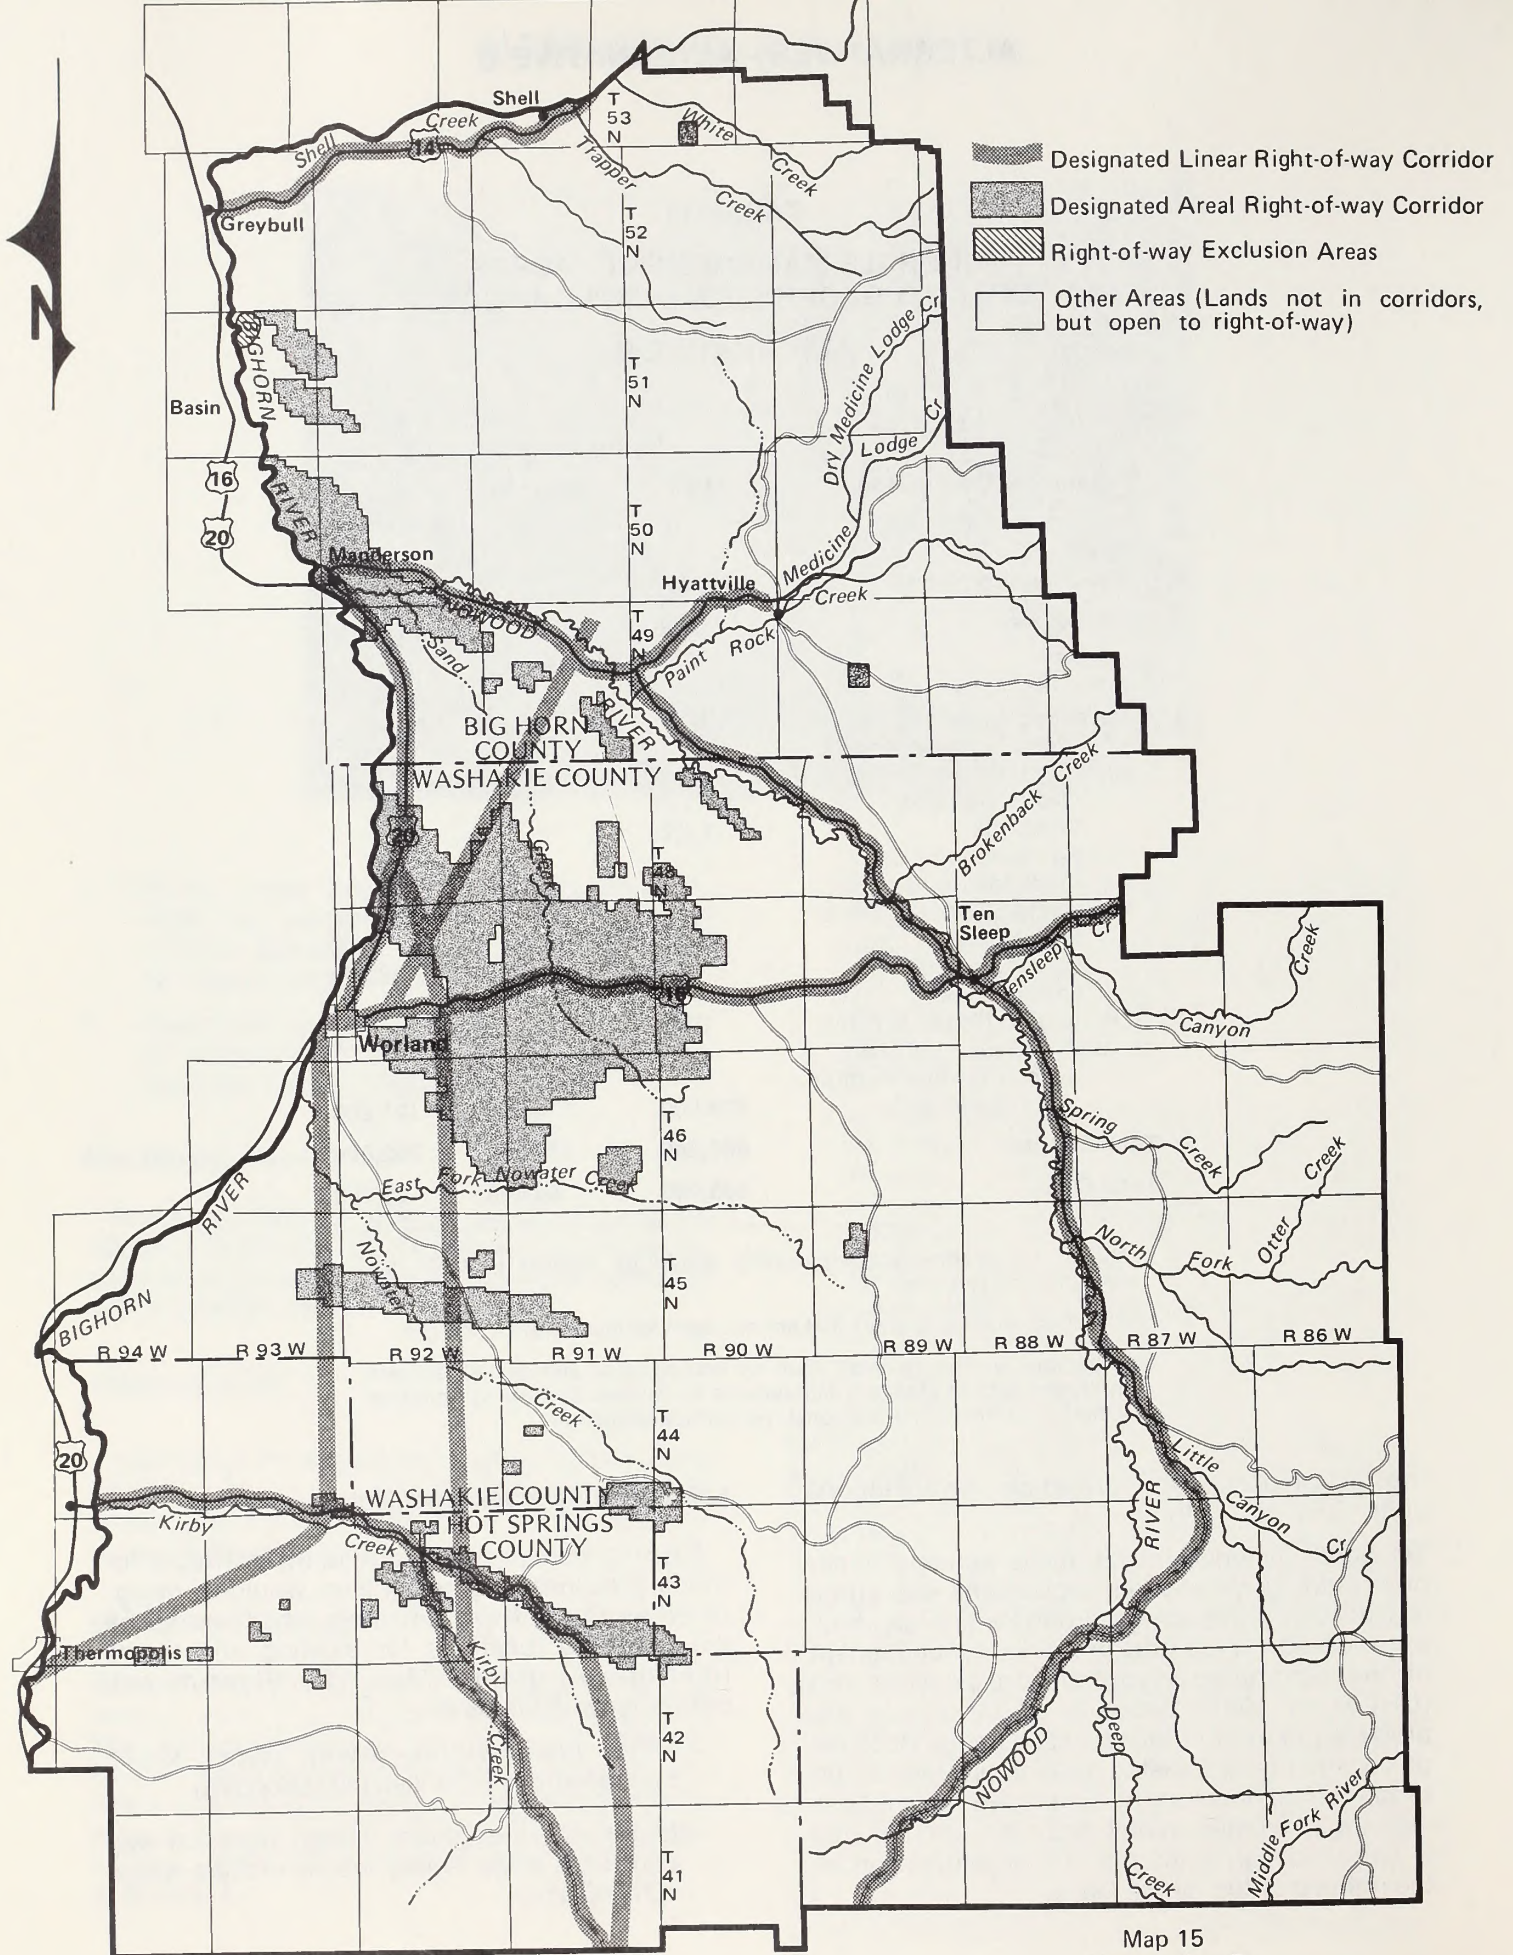 Shell
Creek
Shell
14
T
53
N
White
Creek
Trapper
Creek
Greybull
T
52
N
Designated Linear Right-of-way Corridor
Designated Areal Right-of-way Corridor
Right-of-way Exclusion Areas
Other Areas (Lands not in corridors,
but open to right-of-way)
N
BIGHORN
RIVER
Basin
16
20
T
51
N
Dry Medicine Lodge Cr
Lodge Cr
Medicine
T
50
N
Manderson
Hyattville
Creek
NOWOOD
RIVER
Sand
T
49
N
Paint Rock
BIG HORN
COUNTY
WASHAKIE COUNTY
20
T
48
N
Brokenback Creek
Ten
Sleep
Tensleep
Cr
Creek
Canyon
16
Worland
T
46
N
Spring
Creek
East Fork Nowater Creek
Otter Creek
North
Fork
RIVER
BIGHORN
Nowater
T
45
N
R 94 W
R 93 W
R 92 W
R 91 W
R 90 W
R 89 W
R 88 W
R 87 W
R 86 W
Creek
T
44
N
20
Little
Canyon
Cr
RIVER
WASHAKIE COUNTY
HOT SPRINGS
COUNTY
Kirby
Creek
T
43
N
Thermopolis
Kirby
Creek
T
42
N
NOWOOD
Deep
Creek
Middle Fork River
T
41
N
Map 15